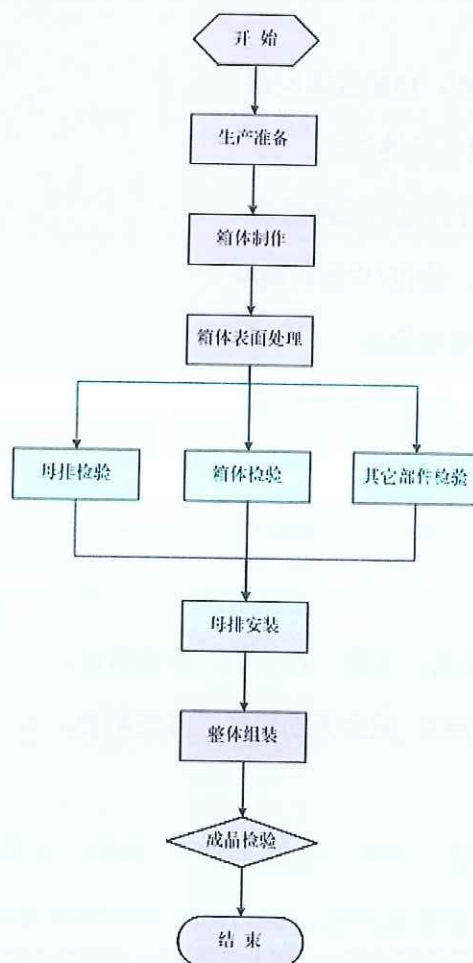 开 始
生产准备
箱体制作
箱体表面处理
母排检验
箱体检验
其它部件检验
母排安装
整体组装
成品检验
结 束